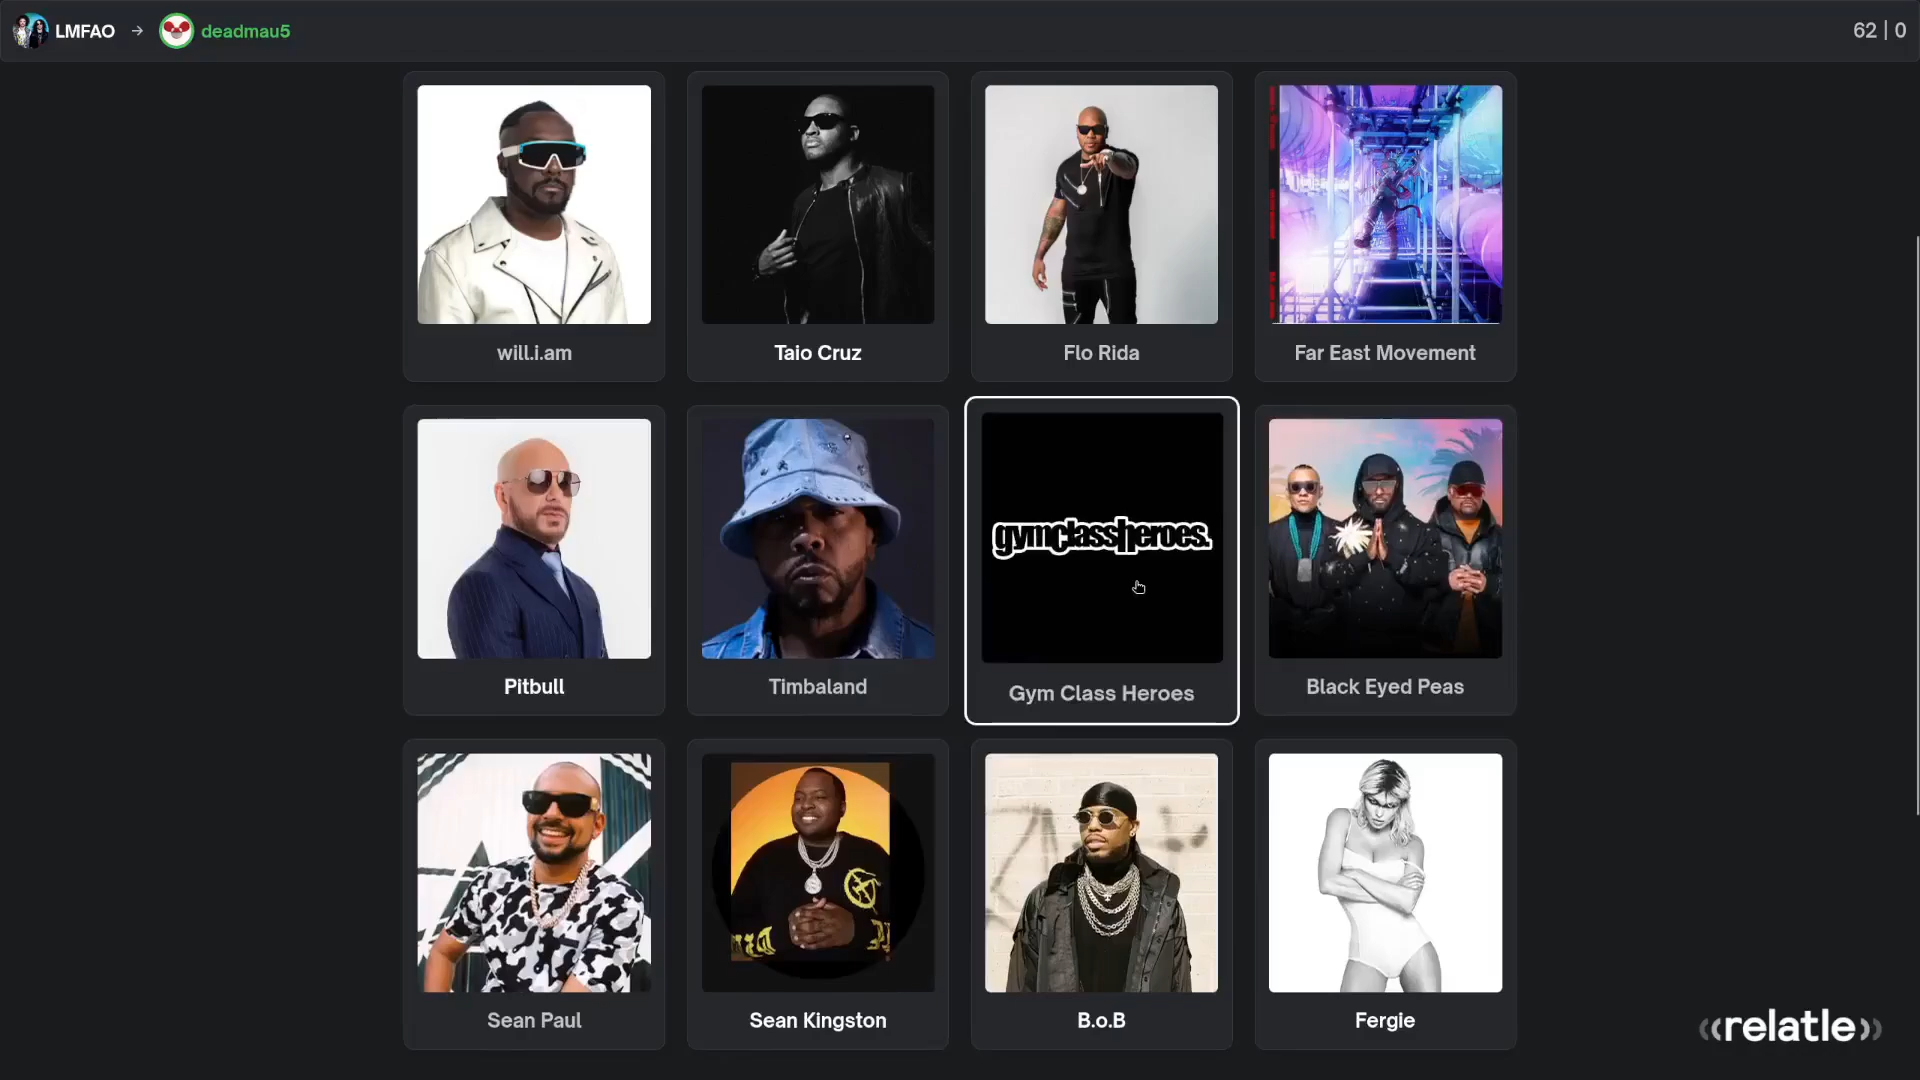 LMFAO → deadmau5
62 | 0
will.i.am
Taio Cruz
Flo Rida
Far East Movement
gymclassheroes.
Pitbull
Timbaland
Gym Class Heroes
Black Eyed Peas
Sean Paul
Sean Kingston
B.o.B
Fergie
((relatle))